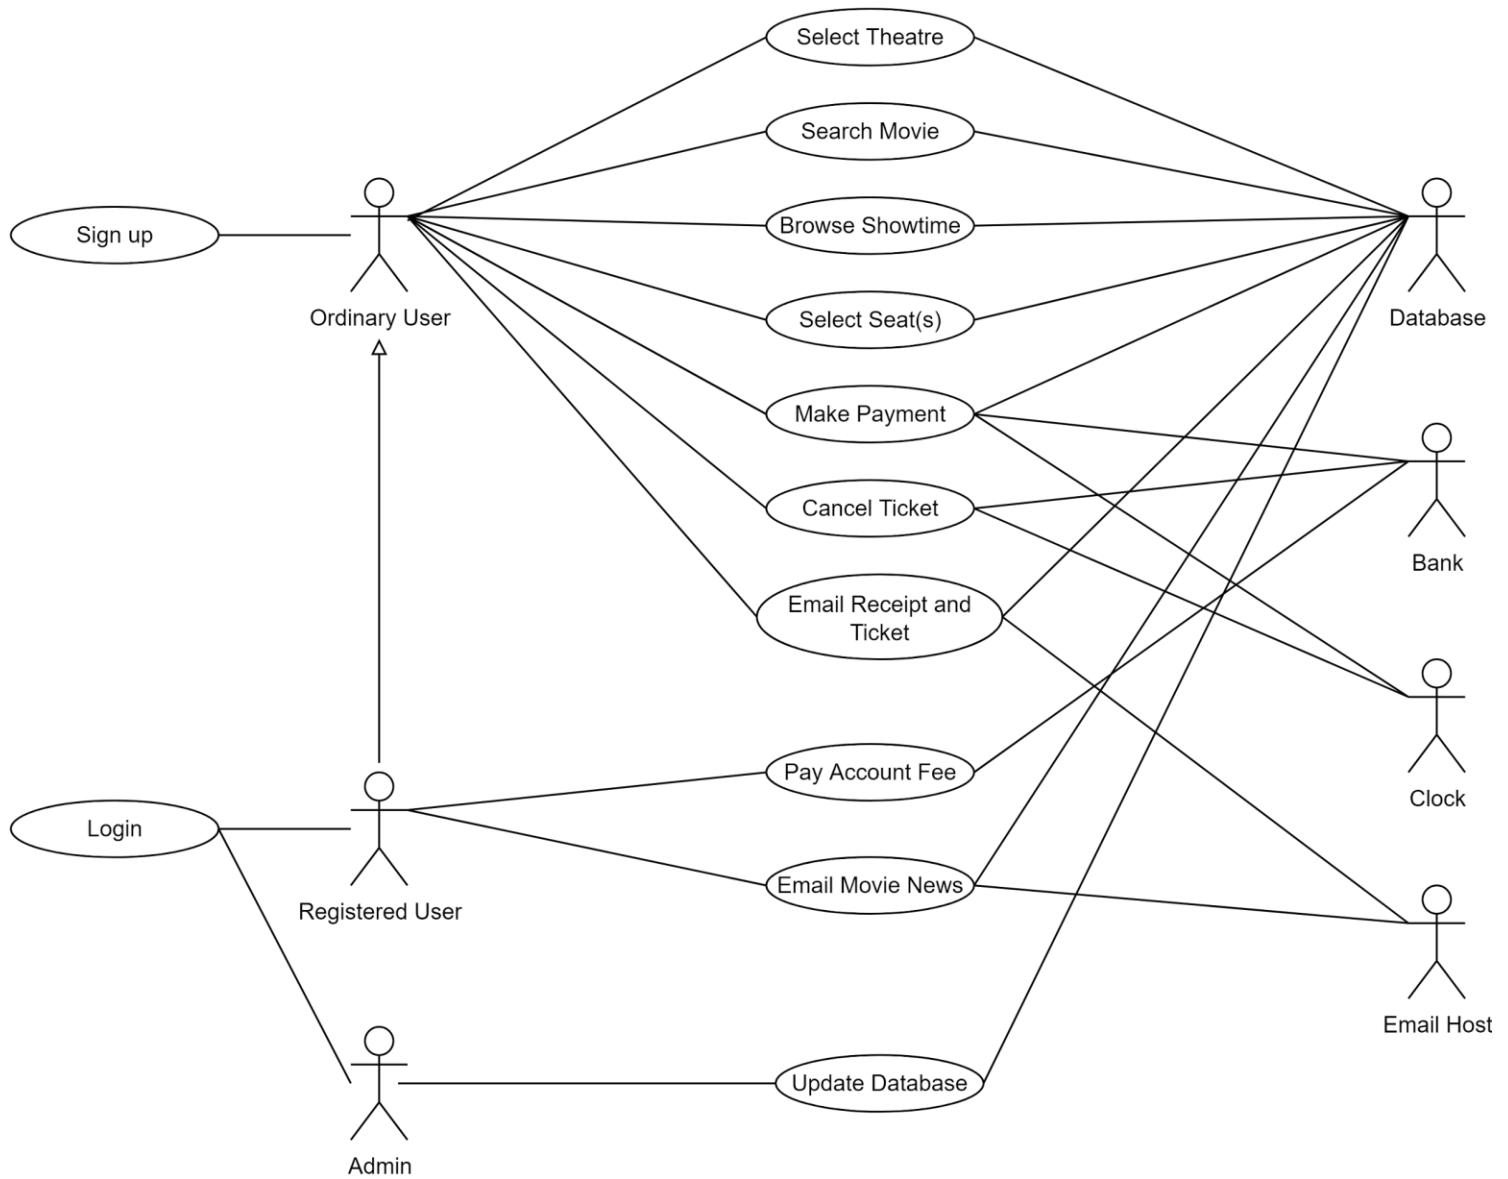 Select Theatre
Search Movie
Sign up
Browse Showtime
Ordinary User
Select Seat(s)
Database
Make Payment
Cancel Ticket
Bank
Email Receipt and
Ticket
Pay Account Fee
Clock
Login
Email Movie News
Registered User
Email Host
Update Database
Admin